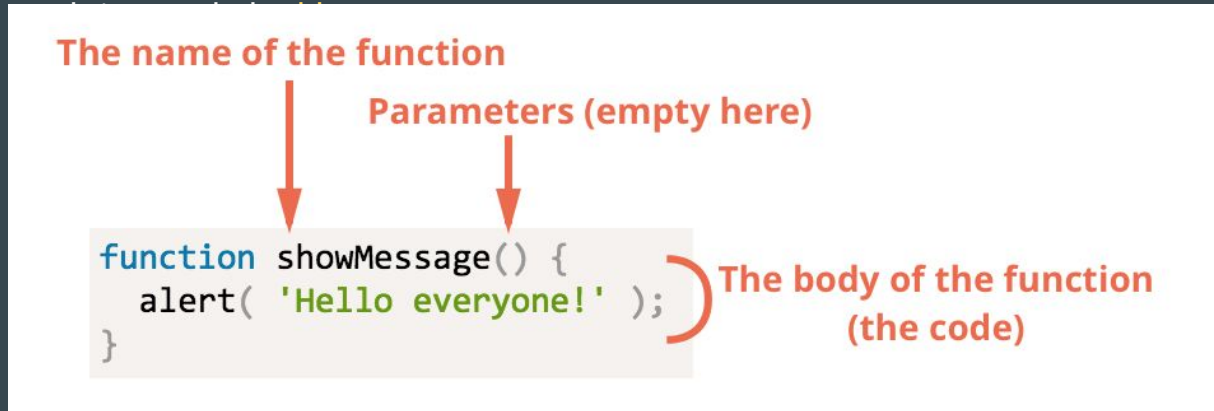 The name of the function
Parameters (empty here)
function showMessage() {
alert( 'Hello everyone!' );
}
The body of the function
(the code)